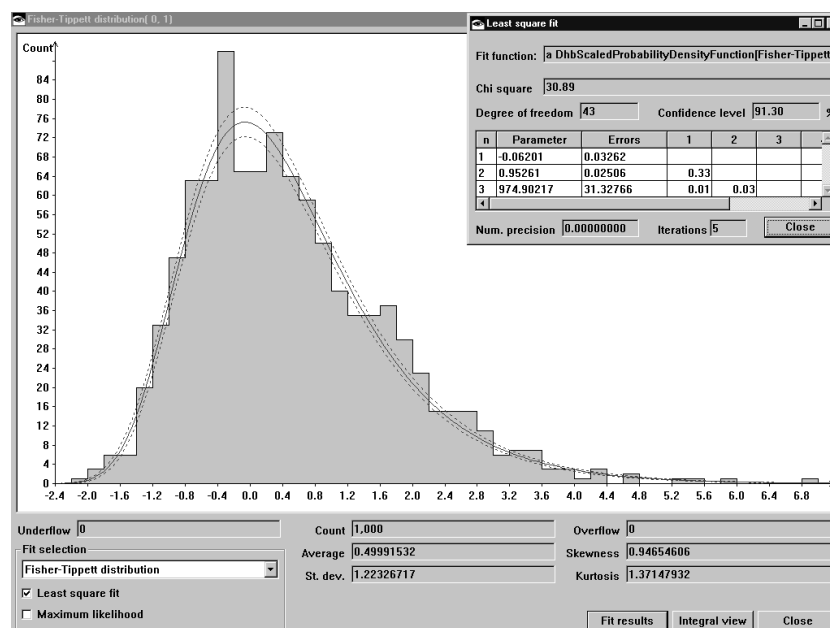 Fisher-Tippett distribution( 0, 1)
Count
84
80
76
72
68
64
60
56
52
48
44
40
36
32
28
24
20
16
12
8
4
0
-2.4 -2.0 -1.6 -1.2 -0.8 -0.4 0.0 0.4 0.8 1.2 1.6 2.0 2.4 2.8 3.2 3.6 4.0 4.4 4.8 5.2 5.6 6.0 6.4 6.8
Least square fit
Fit function: a DhbScaledProbabilityDensityFunction[Fisher-Tippett
Chi square 30.89
Degree of freedom 43 Confidence level 91.30 %
n Parameter Errors 1 2 3
1 -0.06201 0.03262
2 0.95261 0.02506 0.33
3 974.90217 31.32766 0.01 0.03
Num. precision 0.00000000 Iterations 5 Close
Underflow 0 Count 1,000 Overflow 0
Fit selection Average 0.49991532 Skewness 0.94654606
Fisher-Tippett distribution St. dev. 1.22326717 Kurtosis 1.37147932
Least square fit
Maximum likelihood
Fit results Integral view Close